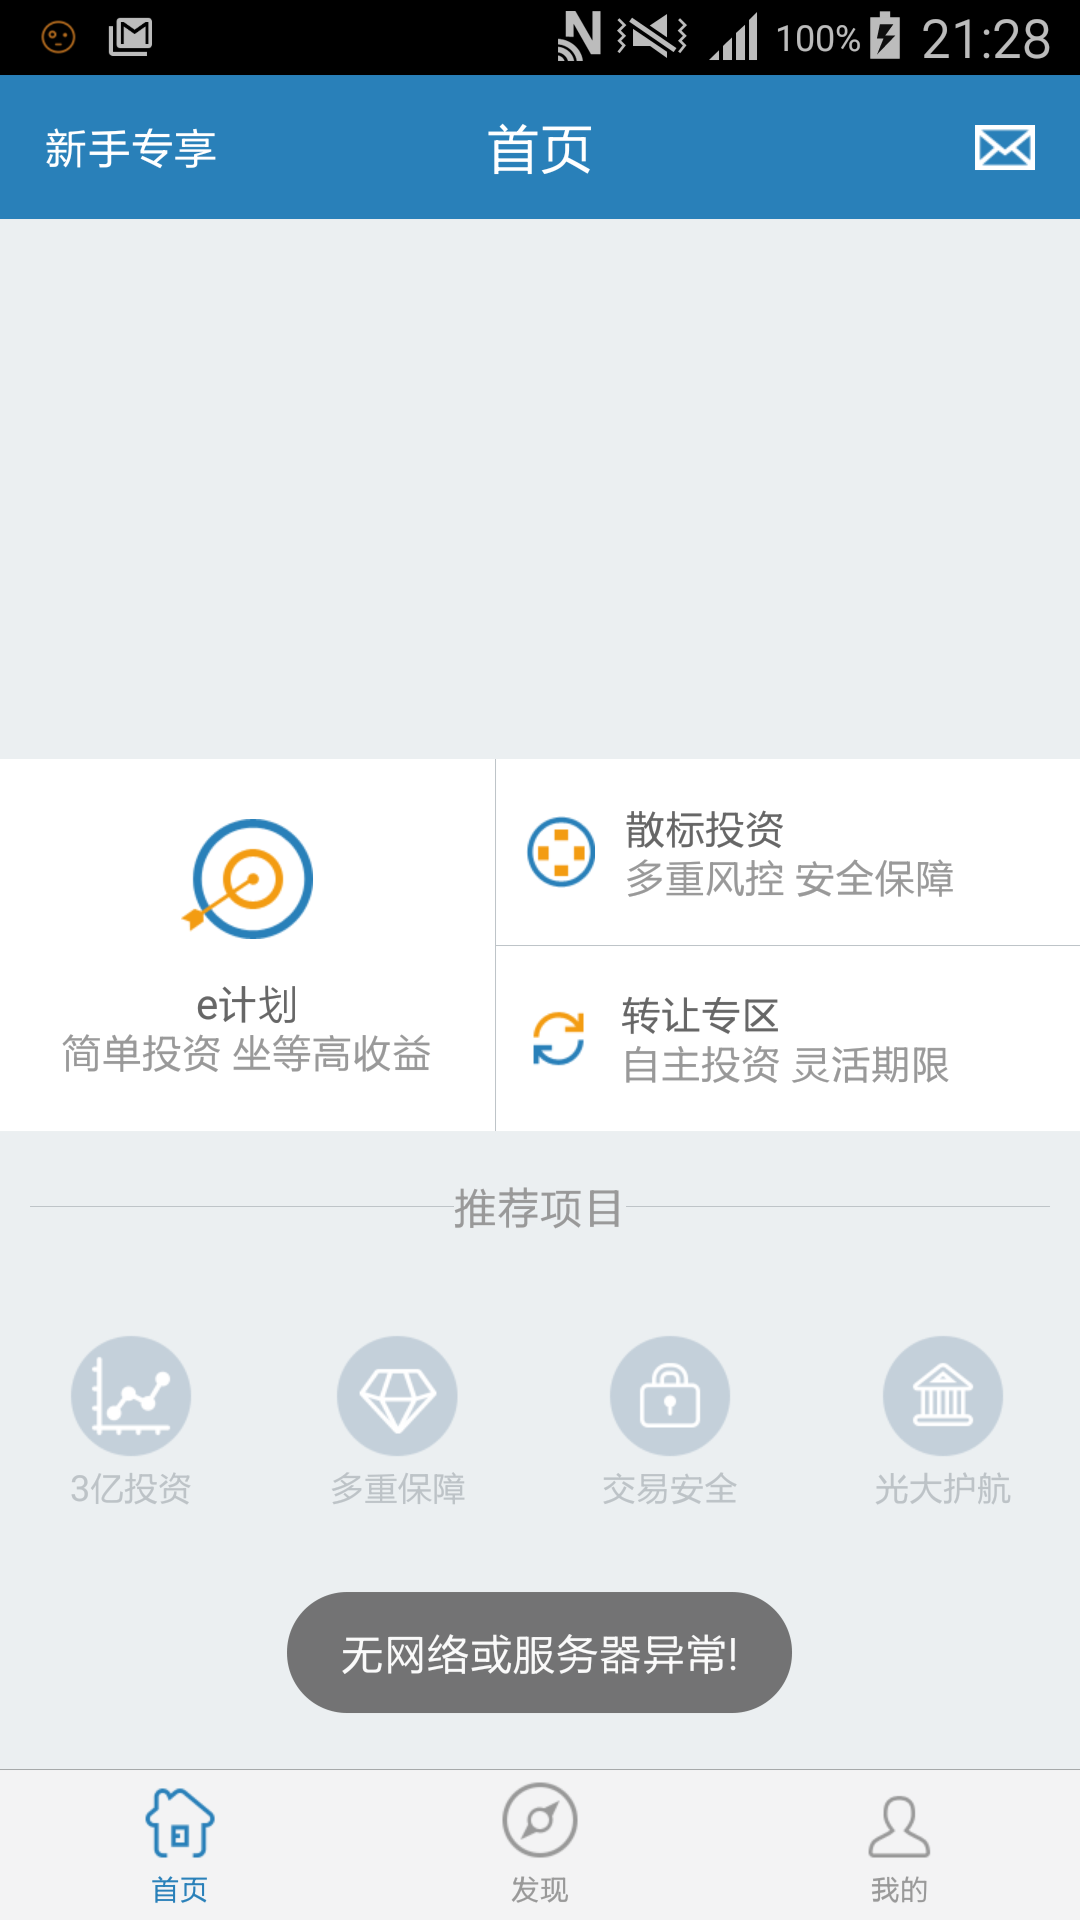 100% 21:28
新手专享
首页
散标投资
多重风控 安全保障
e计划
简单投资 坐等高收益
转让专区
自主投资 灵活期限
推荐项目
3亿投资
多重保障
交易安全
光大护航
无网络或服务器异常!
首页
发现
我的